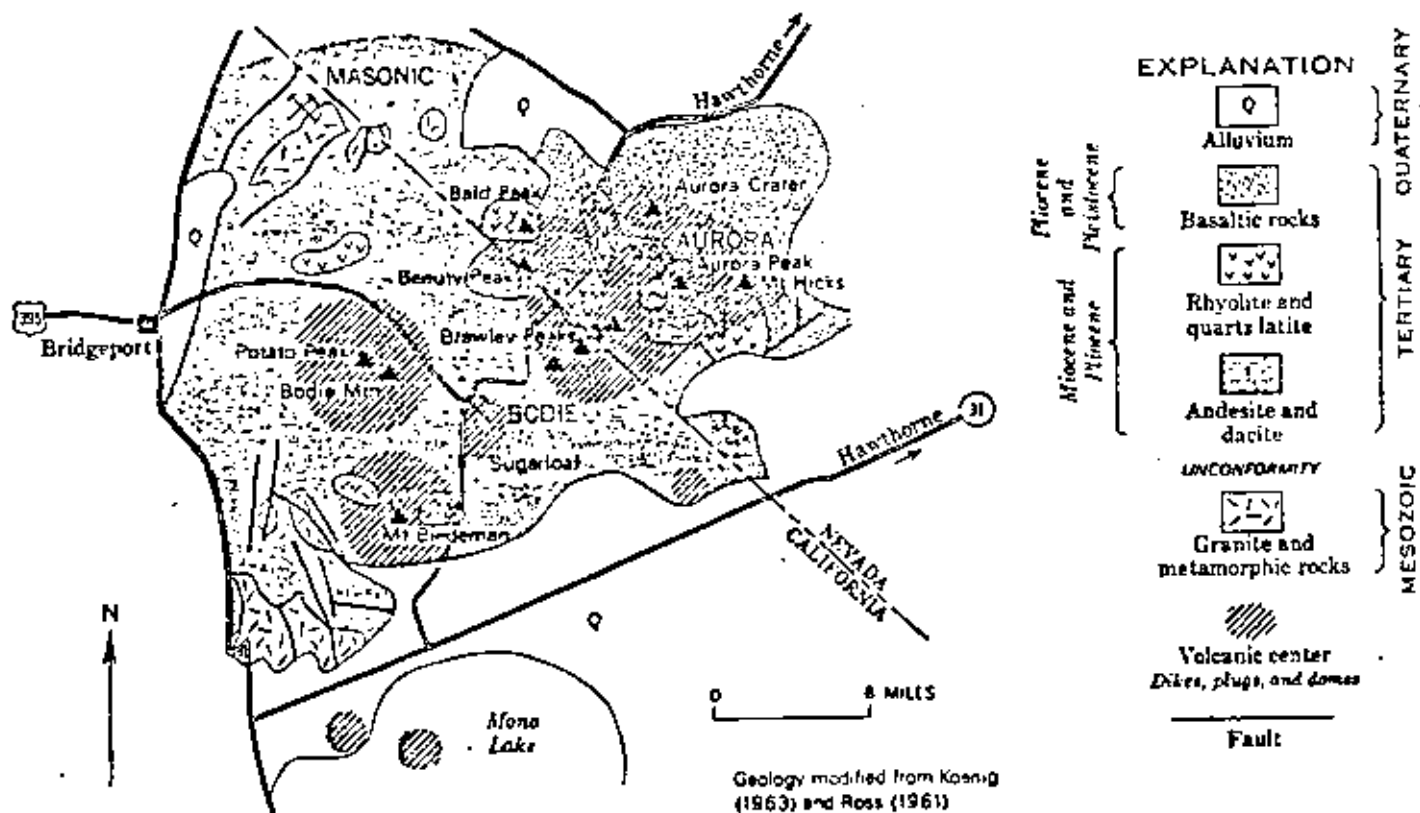 MASONIC
Q
Hawthorne
Bald Peak
Aurora Crater
AURORA
Q
Beauty Peak
Aurora Peak
Mt Hicks
395
Bridgeport
Brawley Peaks
Potato Peak
Bodie Mtn
BODIE
Sugarloaf
Hawthorne
31
Mt Biedeman
NEVADA
CALIFORNIA
N
Q
0 8 MILES
Mono
Lake
Geology modified from Koenig
(1963) and Ross (1961)
EXPLANATION
Q
Alluvium
QUATERNARY
Pliocene
and
Pleistocene
Basaltic rocks
Miocene and
Pliocene
Rhyolite and
quarts latite
TERTIARY
Andesite and
dacite
UNCONFORMITY
Granite and
metamorphic rocks
MESOZOIC
Volcanic center
Dikes, plugs, and domes
Fault